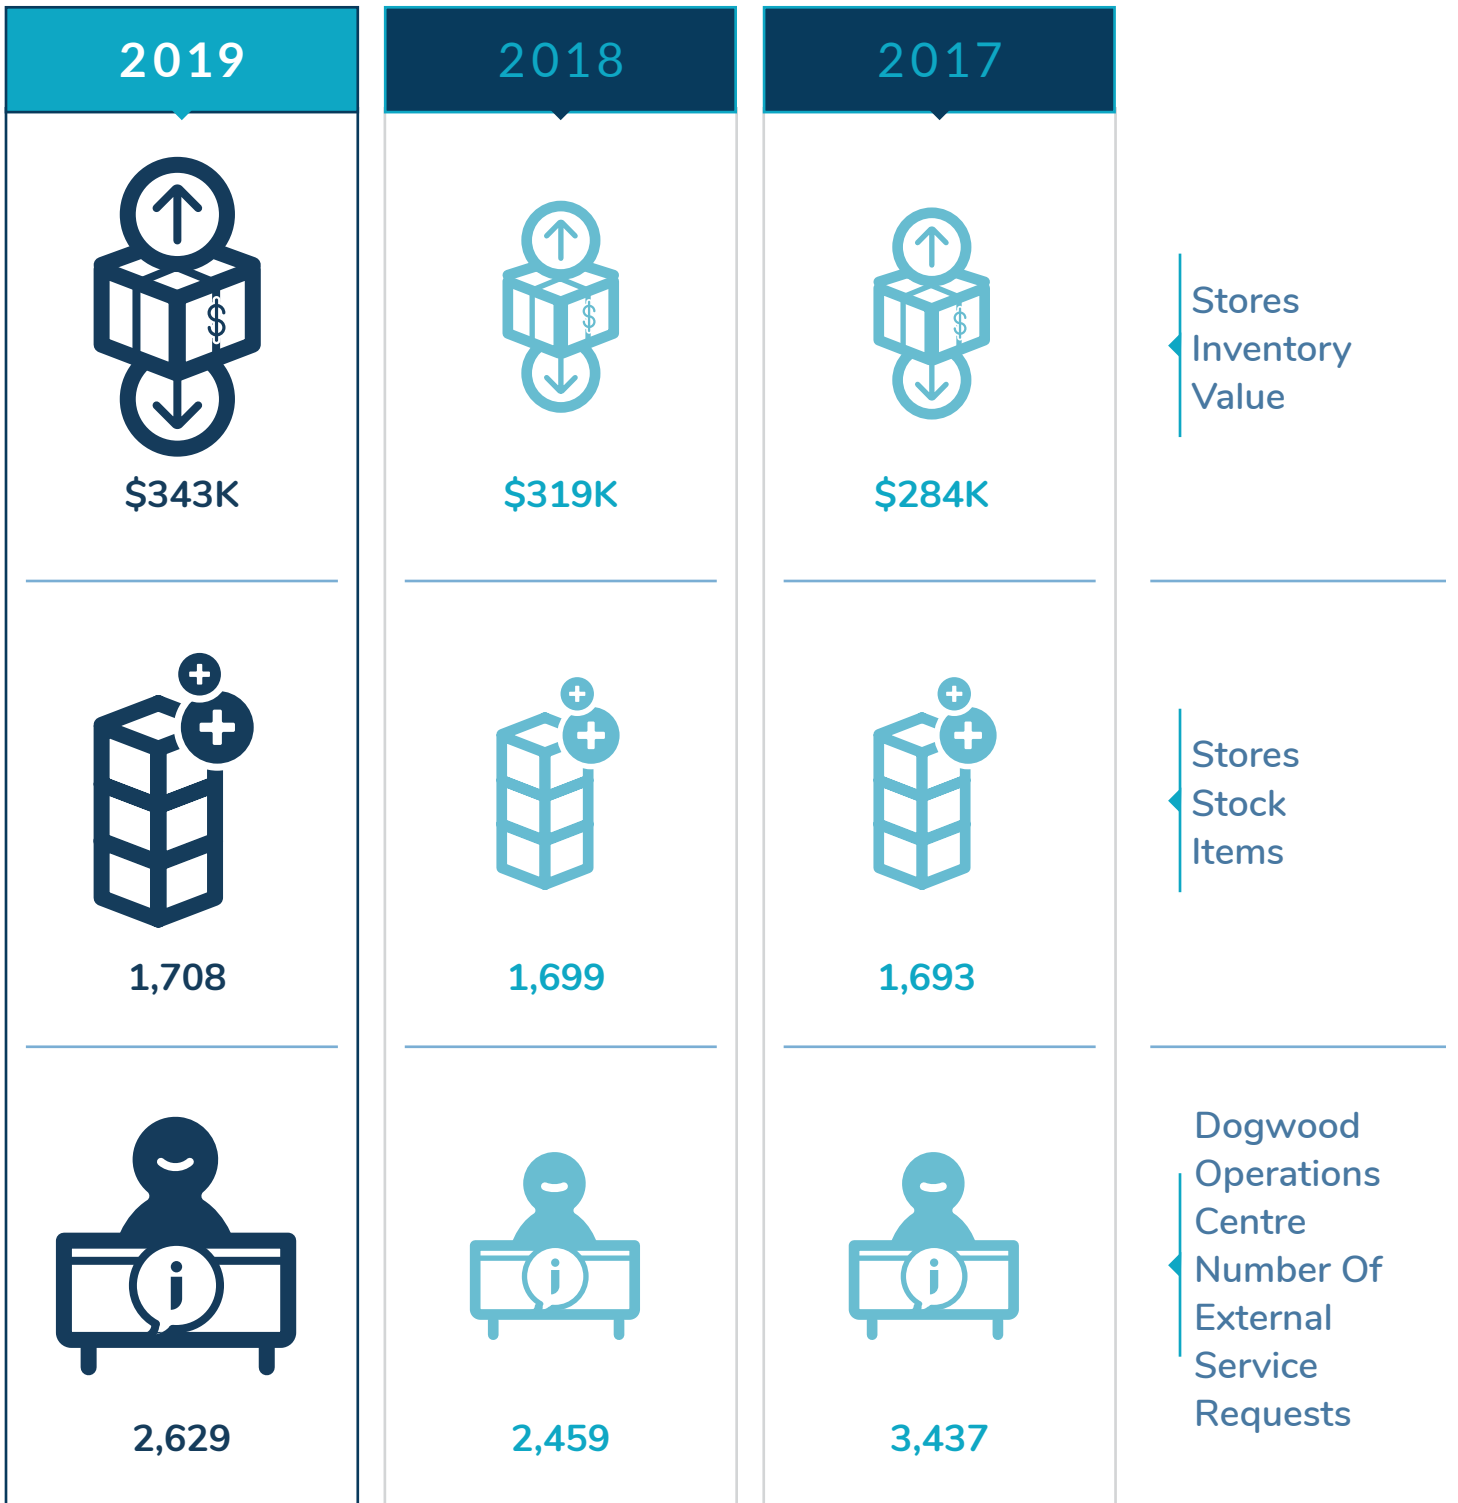 2019
2018
2017
$
$
$
Stores
Inventory
Value
$343K
$319K
$284K
Stores
Stock
Items
1,708
1,699
1,693
Dogwood
Operations
Centre
Number Of
External
Service
Requests
i
i
i
2,629
2,459
3,437